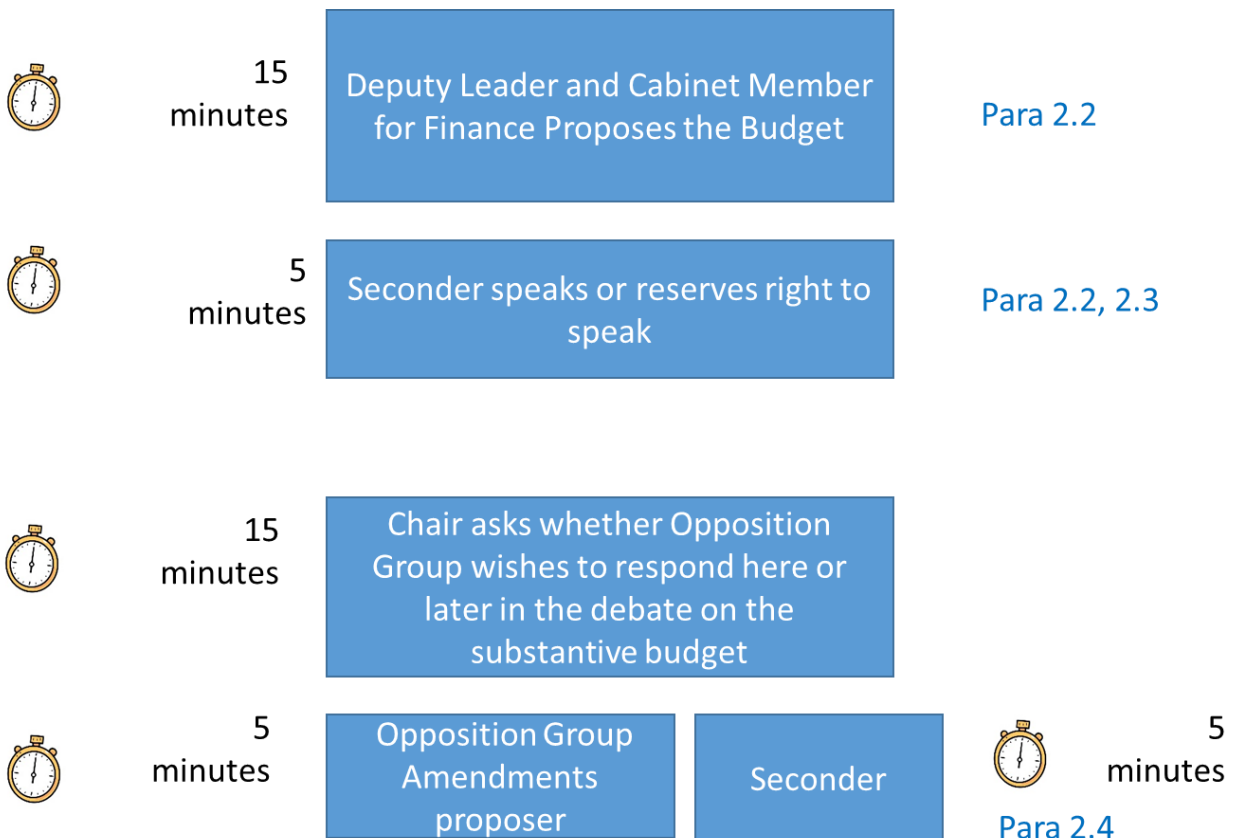 15
minutes
Deputy Leader and Cabinet Member
for Finance Proposes the Budget
Para 2.2
5
minutes
Seconder speaks or reserves right to
speak
Para 2.2, 2.3
15
minutes
Chair asks whether Opposition
Group wishes to respond here or
later in the debate on the
substantive budget
5
minutes
Opposition Group
Amendments
proposer
Seconder
5
minutes
Para 2.4